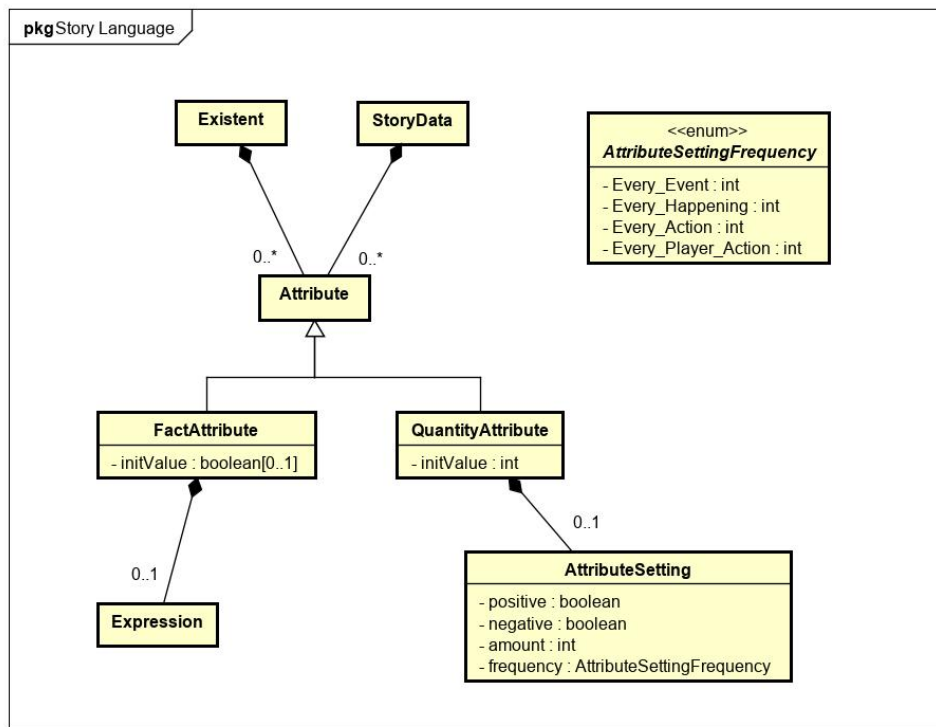 pkg Story Language
Existent
StoryData
<<enum>>
AttributeSettingFrequency
- Every_Event : int
- Every_Happening : int
- Every_Action : int
- Every_Player_Action : int
0..*
0..*
Attribute
FactAttribute
- initValue : boolean[0..1]
QuantityAttribute
- initValue : int
0..1
0..1
Expression
AttributeSetting
- positive : boolean
- negative : boolean
- amount : int
- frequency : AttributeSettingFrequency